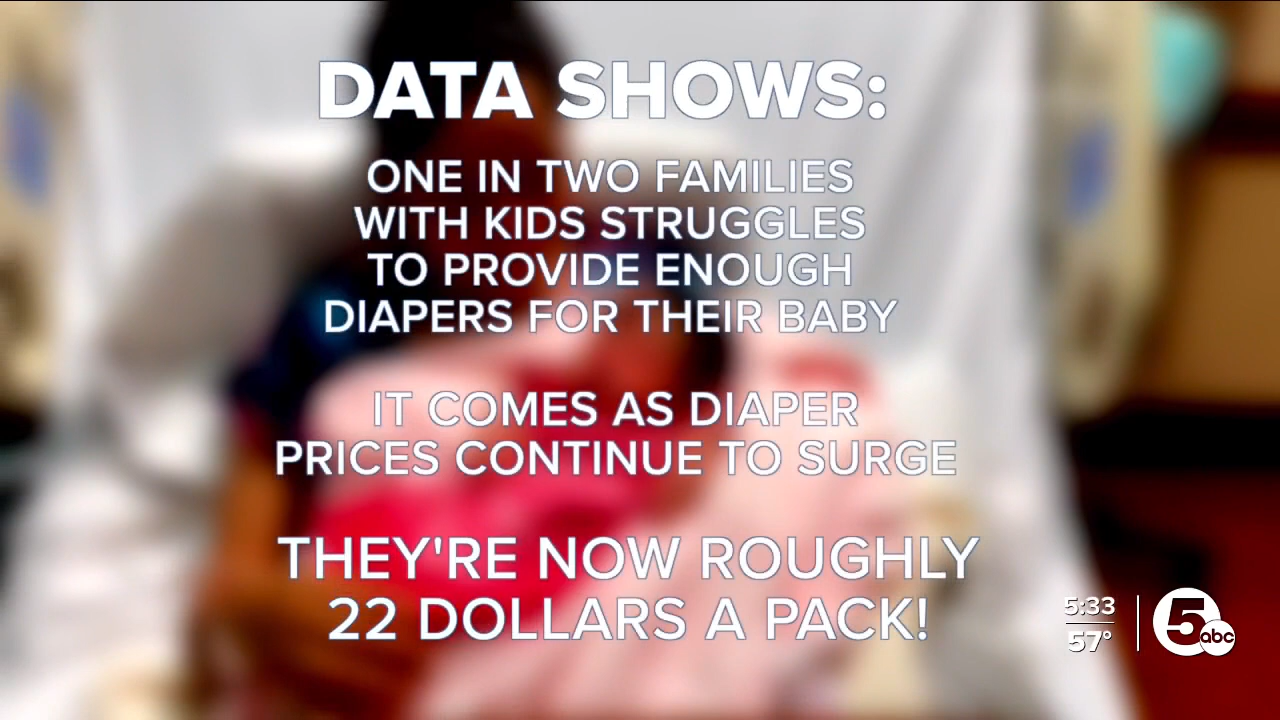 DATA SHOWS:
ONE IN TWO FAMILIES
WITH KIDS STRUGGLES
TO PROVIDE ENOUGH
DIAPERS FOR THEIR BABY
IT COMES AS DIAPER
PRICES CONTINUE TO SURGE
THEY'RE NOW ROUGHLY
22 DOLLARS A PACK!
5:33
57°
5 abc